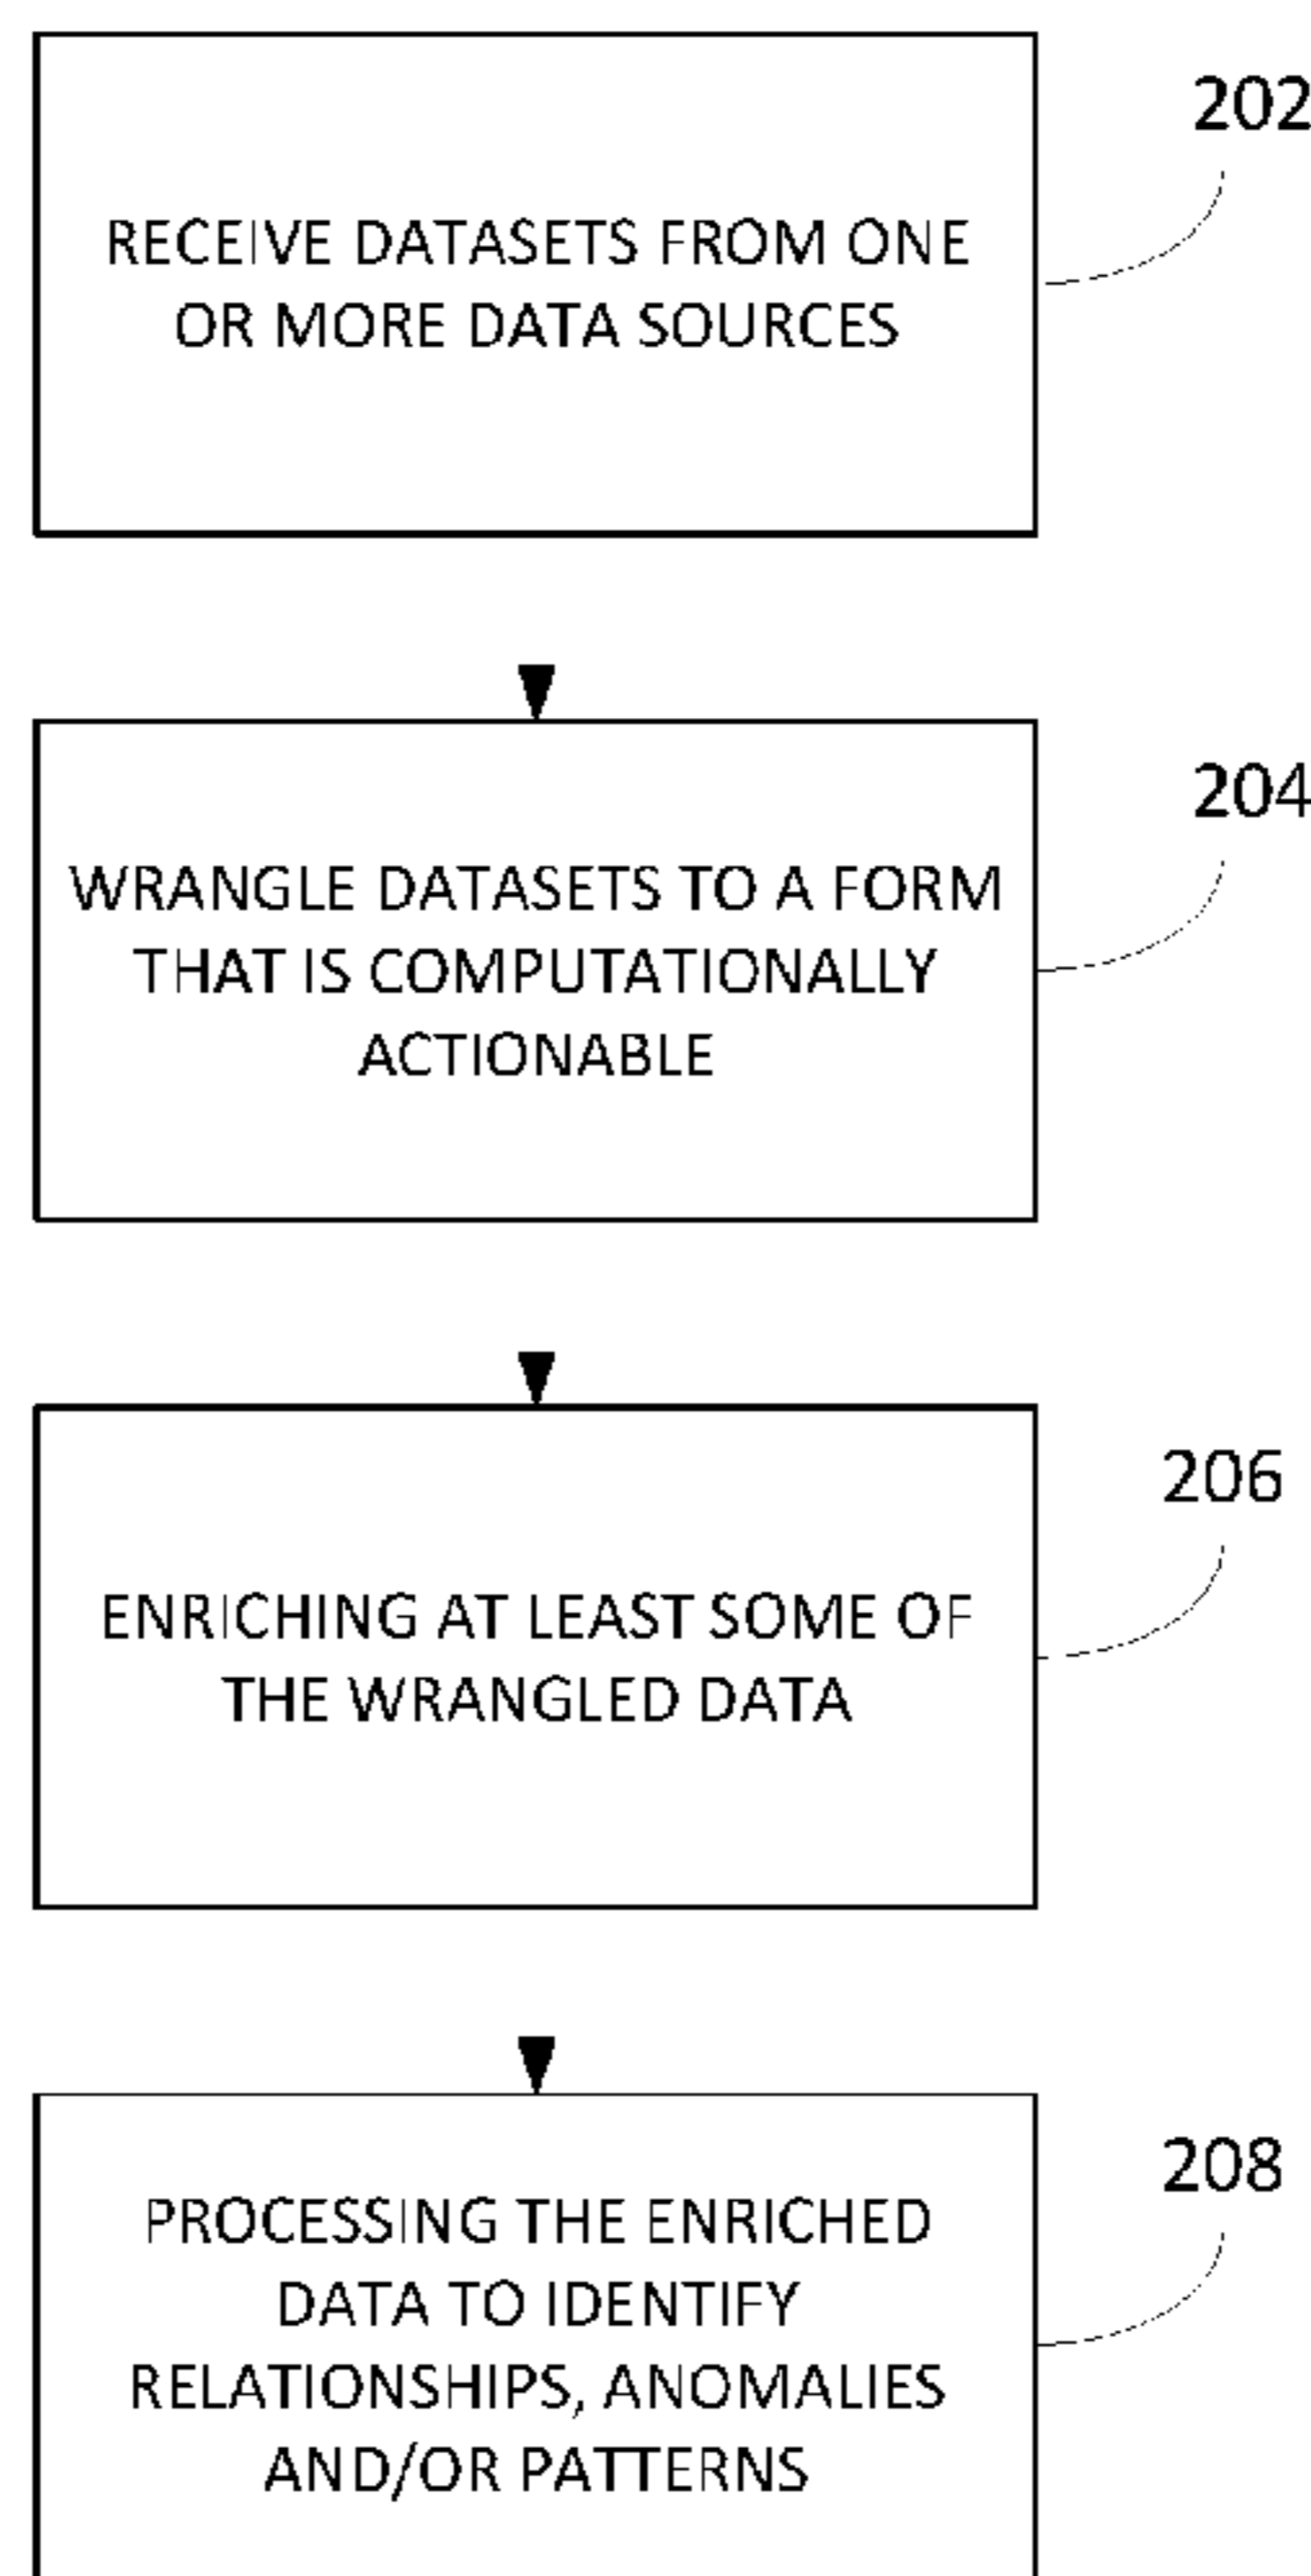 202
RECEIVE DATASETS FROM ONE
OR MORE DATA SOURCES
204
WRANGLE DATASETS TO A FORM
THAT IS COMPUTATIONALLY
ACTIONABLE
206
ENRICHING AT LEAST SOME OF
THE WRANGLED DATA
208
PROCESSING THE ENRICHED
DATA TO IDENTIFY
RELATIONSHIPS, ANOMALIES
AND/OR PATTERNS